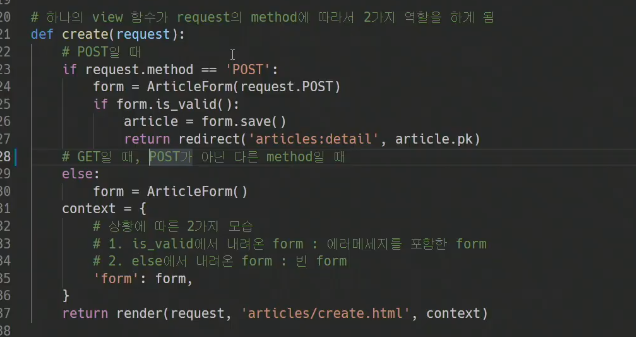 20 # 하나의 view 함수가 request의 method에 따라서 2가지 역할을 하게 됨
21 def create(request):
22 # POST일 때
23 if request.method == 'POST':
24 form = ArticleForm(request.POST)
25 if form.is_valid():
26 article = form.save()
27 return redirect('articles:detail', article.pk)
28 # GET일 때, POST가 아닌 다른 method일 때
29 else:
30 form = ArticleForm()
31 context = {
32 # 상황에 따른 2가지 모습
33 # 1. is_valid에서 내려온 form : 에러메세지를 포함한 form
34 # 2. else에서 내려온 form : 빈 form
35 'form': form,
36 }
37 return render(request, 'articles/create.html', context)
38